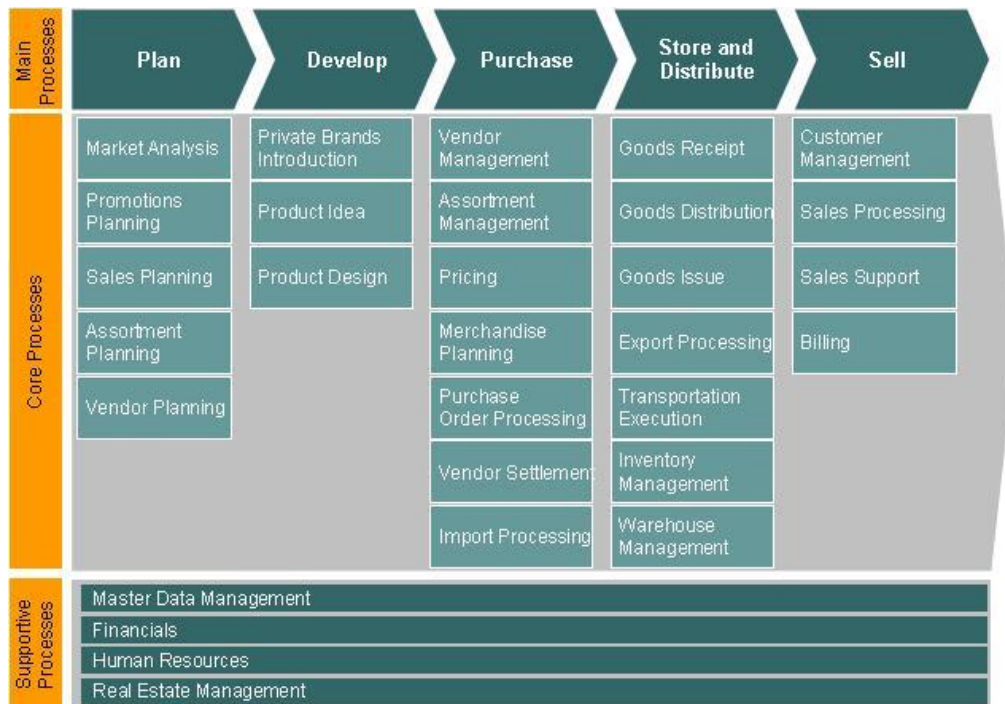 Main
Processes
Plan
Develop
Purchase
Store and
Distribute
Sell
Core Processes
Market Analysis
Promotions
Planning
Sales Planning
Assortment
Planning
Vendor Planning
Private Brands
Introduction
Product Idea
Product Design
Vendor
Management
Assortment
Management
Pricing
Merchandise
Planning
Purchase
Order Processing
Vendor Settlement
Import Processing
Goods Receipt
Goods Distribution
Goods Issue
Export Processing
Transportation
Execution
Inventory
Management
Warehouse
Management
Customer
Management
Sales Processing
Sales Support
Billing
Supportive
Processes
Master Data Management
Financials
Human Resources
Real Estate Management